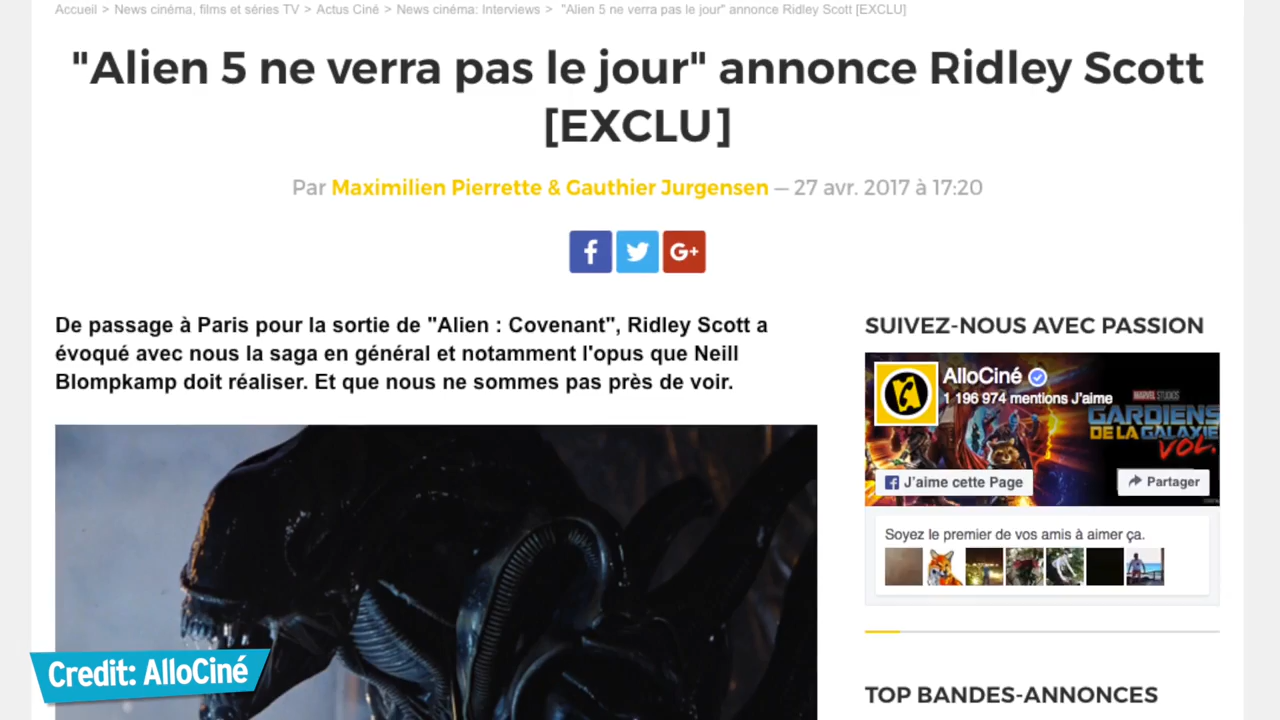 Accueil > News cinéma, films et séries TV > Actus Ciné > News cinéma: Interviews > "Alien 5 ne verra pas le jour" annonce Ridley Scott [EXCLU]
"Alien 5 ne verra pas le jour" annonce Ridley Scott
[EXCLU]
Par Maximilien Pierrette & Gauthier Jurgensen — 27 avr. 2017 à 17:20
f G+
De passage à Paris pour la sortie de "Alien : Covenant", Ridley Scott a
évoqué avec nous la saga en général et notamment l'opus que Neill
Blompkamp doit réaliser. Et que nous ne sommes pas près de voir.
SUIVEZ-NOUS AVEC PASSION
AlloCiné
1 196 974 mentions J'aime
MARVEL STUDIOS
GARDIENS
DE LA GALAXIE
VOL.
J'aime cette Page
Partager
Soyez le premier de vos amis à aimer ça.
Credit: AlloCiné
TOP BANDES-ANNONCES